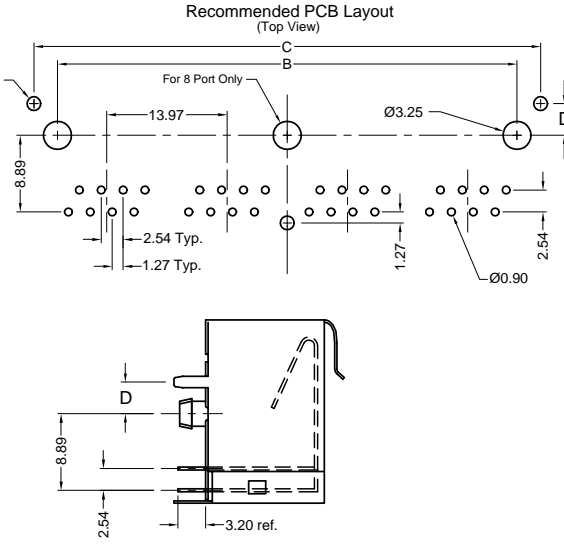 Recommended PCB Layout
(Top View)
C
B
For 8 Port Only
Ø3.25
D
13.97
8.89
2.54 Typ.
1.27 Typ.
1.27
2.54
Ø0.90
D
8.89
2.54
3.20 ref.